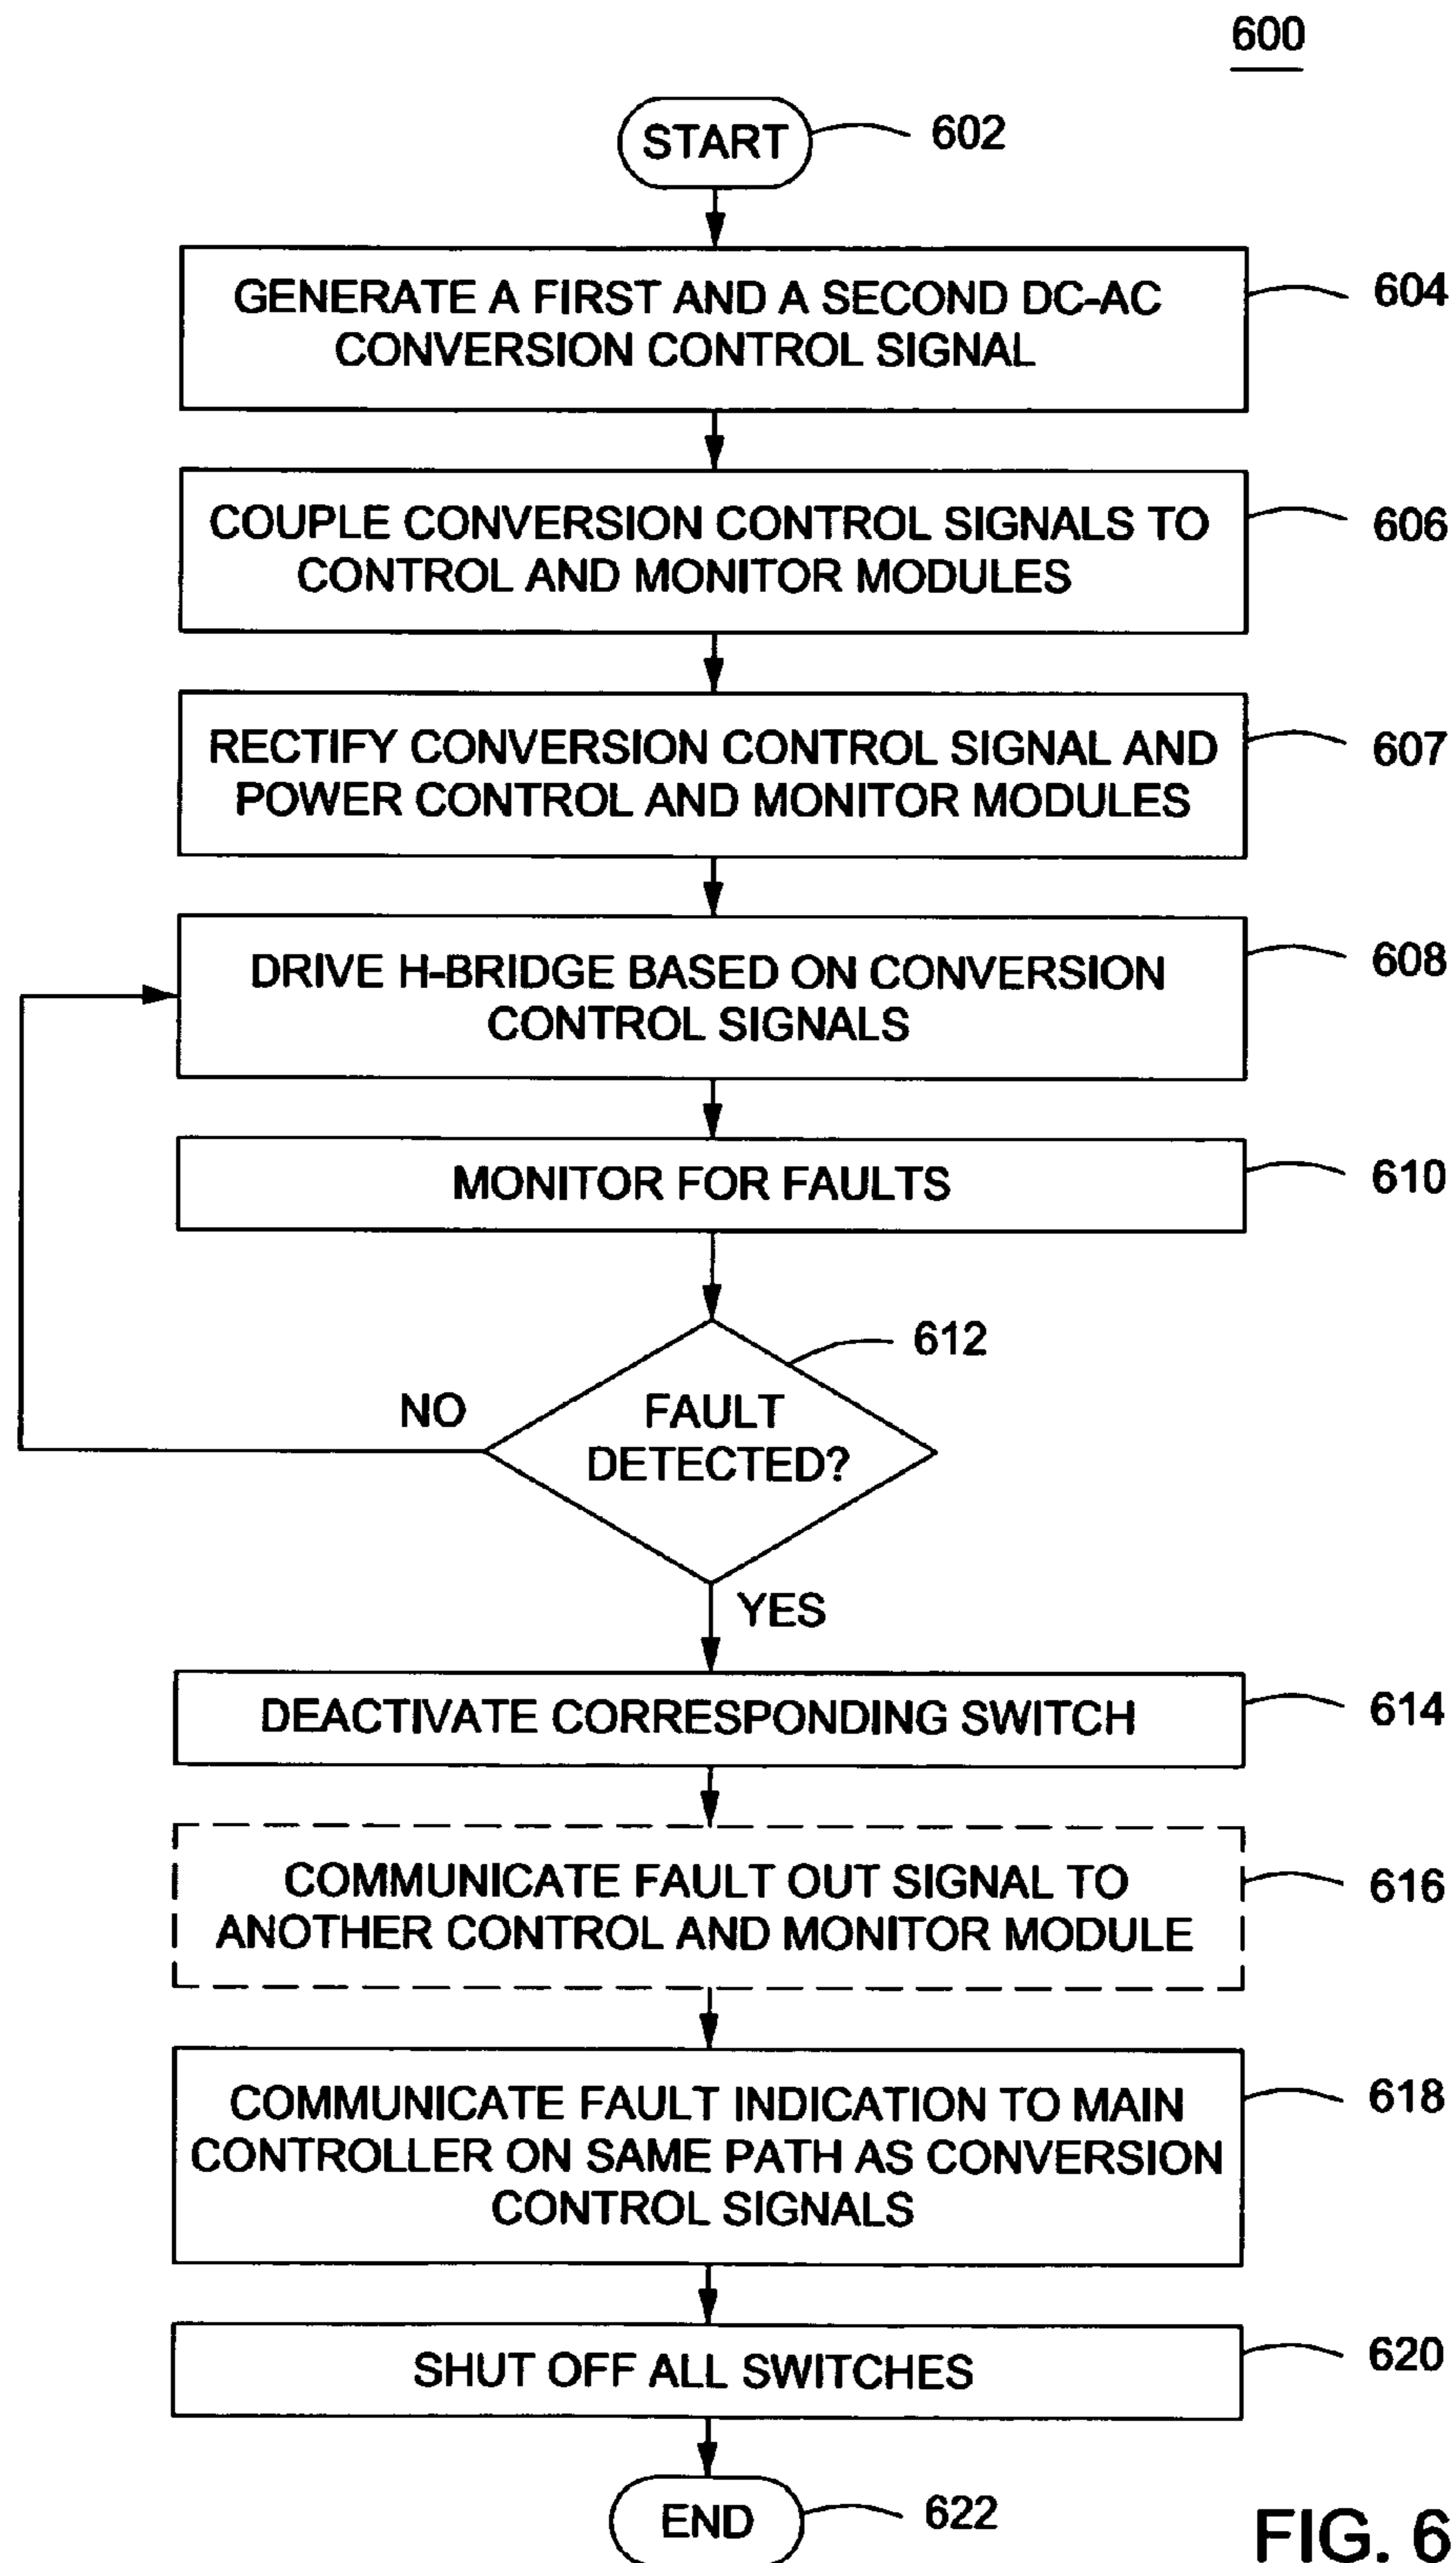 600
START
602
GENERATE A FIRST AND A SECOND DC-AC
CONVERSION CONTROL SIGNAL
604
COUPLE CONVERSION CONTROL SIGNALS TO
CONTROL AND MONITOR MODULES
606
RECTIFY CONVERSION CONTROL SIGNAL AND
POWER CONTROL AND MONITOR MODULES
607
DRIVE H-BRIDGE BASED ON CONVERSION
CONTROL SIGNALS
608
MONITOR FOR FAULTS
610
612
NO
FAULT
DETECTED?
YES
DEACTIVATE CORRESPONDING SWITCH
614
COMMUNICATE FAULT OUT SIGNAL TO
ANOTHER CONTROL AND MONITOR MODULE
616
COMMUNICATE FAULT INDICATION TO MAIN
CONTROLLER ON SAME PATH AS CONVERSION
CONTROL SIGNALS
618
SHUT OFF ALL SWITCHES
620
END
622
FIG. 6